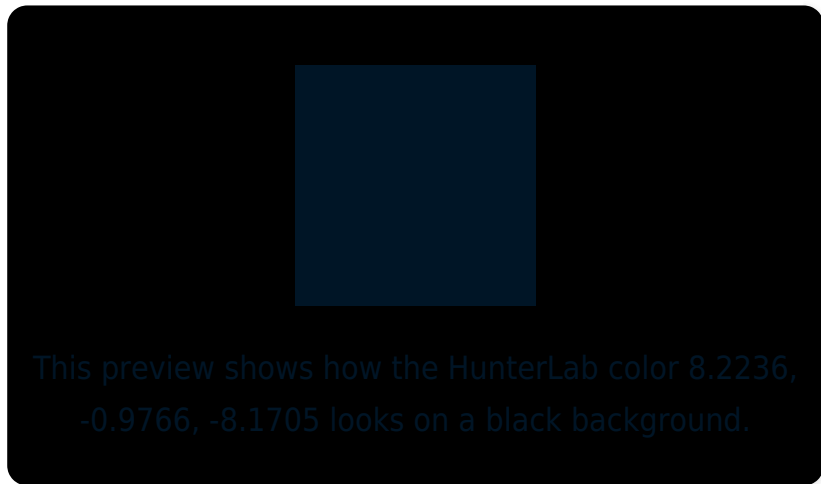 This preview shows how the HunterLab color 8.2236,
-0.9766, -8.1705 looks on a black background.